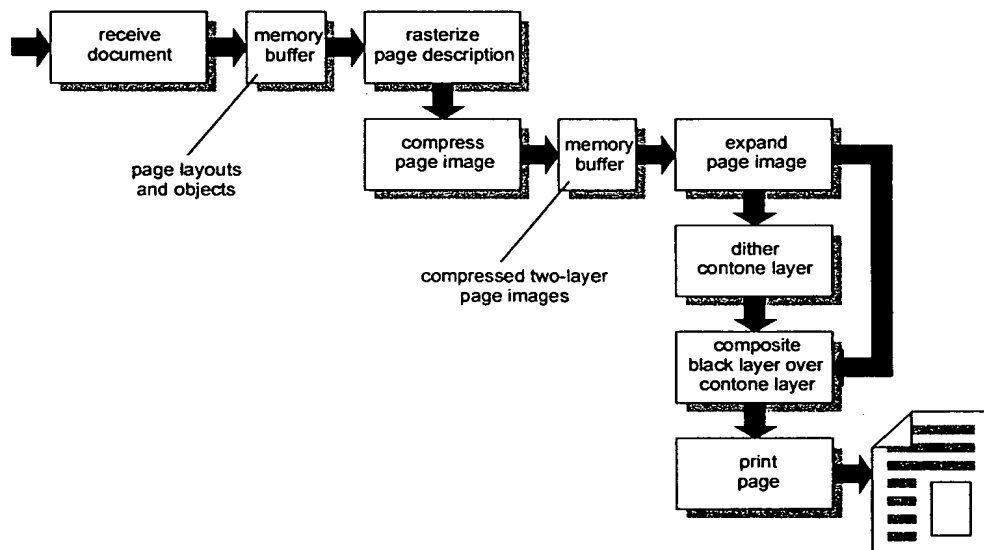 receive
document
memory
buffer
rasterize
page description
page layouts
and objects
compress
page image
memory
buffer
expand
page image
compressed two-layer
page images
dither
contone layer
composite
black layer over
contone layer
print
page